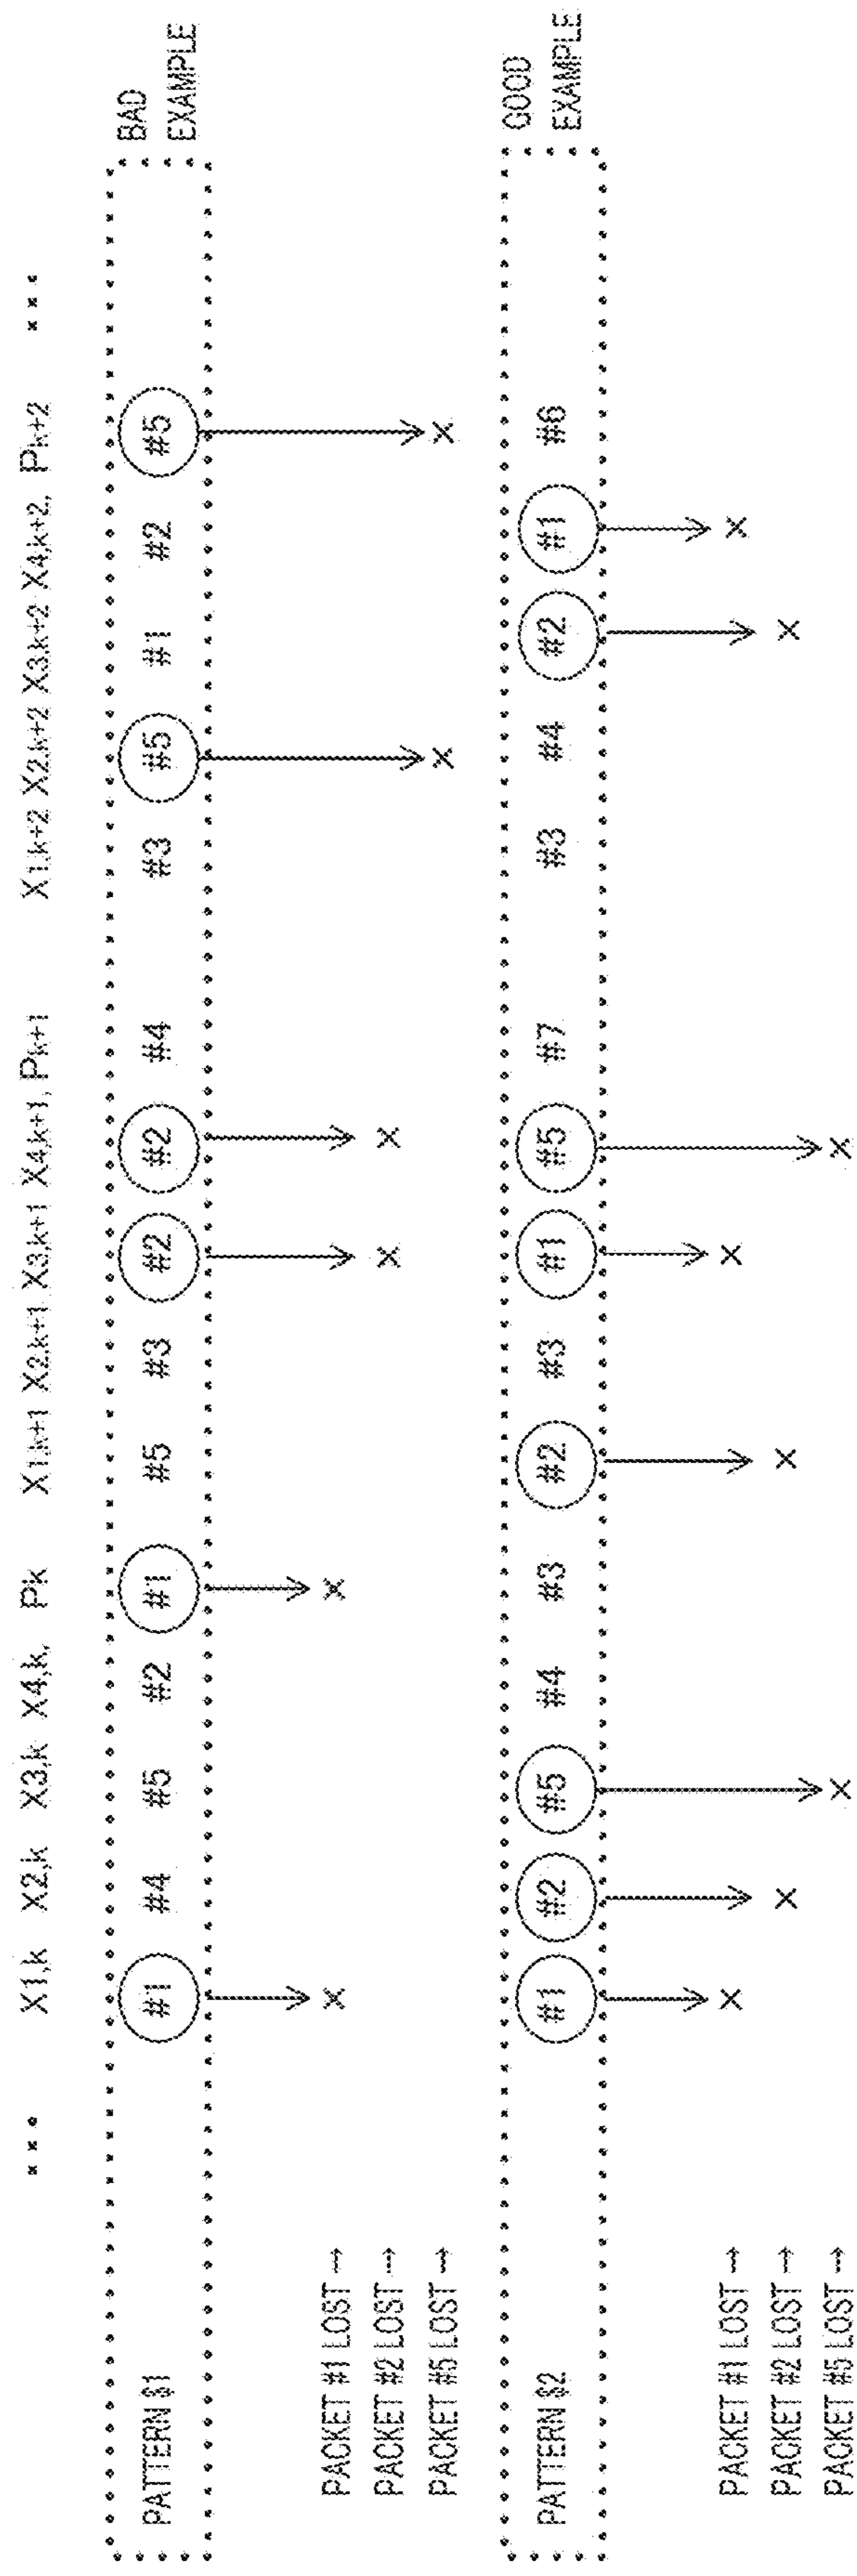 ... X1,k X2,k X3,k X4,k, Pk X1,k+1 X2,k+1 X3,k+1 X4,k+1, Pk+1 X1,k+2 X2,k+2 X3,k+2 X4,k+2, Pk+2 ...
PATTERN $1 #1 #4 #5 #2 #1 #5 #3 #2 #2 #4 #3 #5 #1 #2 #5 BAD EXAMPLE
PACKET #1 LOST → × ×
PACKET #2 LOST → × ×
PACKET #5 LOST → × ×
PATTERN $2 #1 #2 #5 #4 #3 #2 #3 #1 #5 #7 #3 #4 #2 #1 #6 GOOD EXAMPLE
PACKET #1 LOST → × × ×
PACKET #2 LOST → × × ×
PACKET #5 LOST → × ×